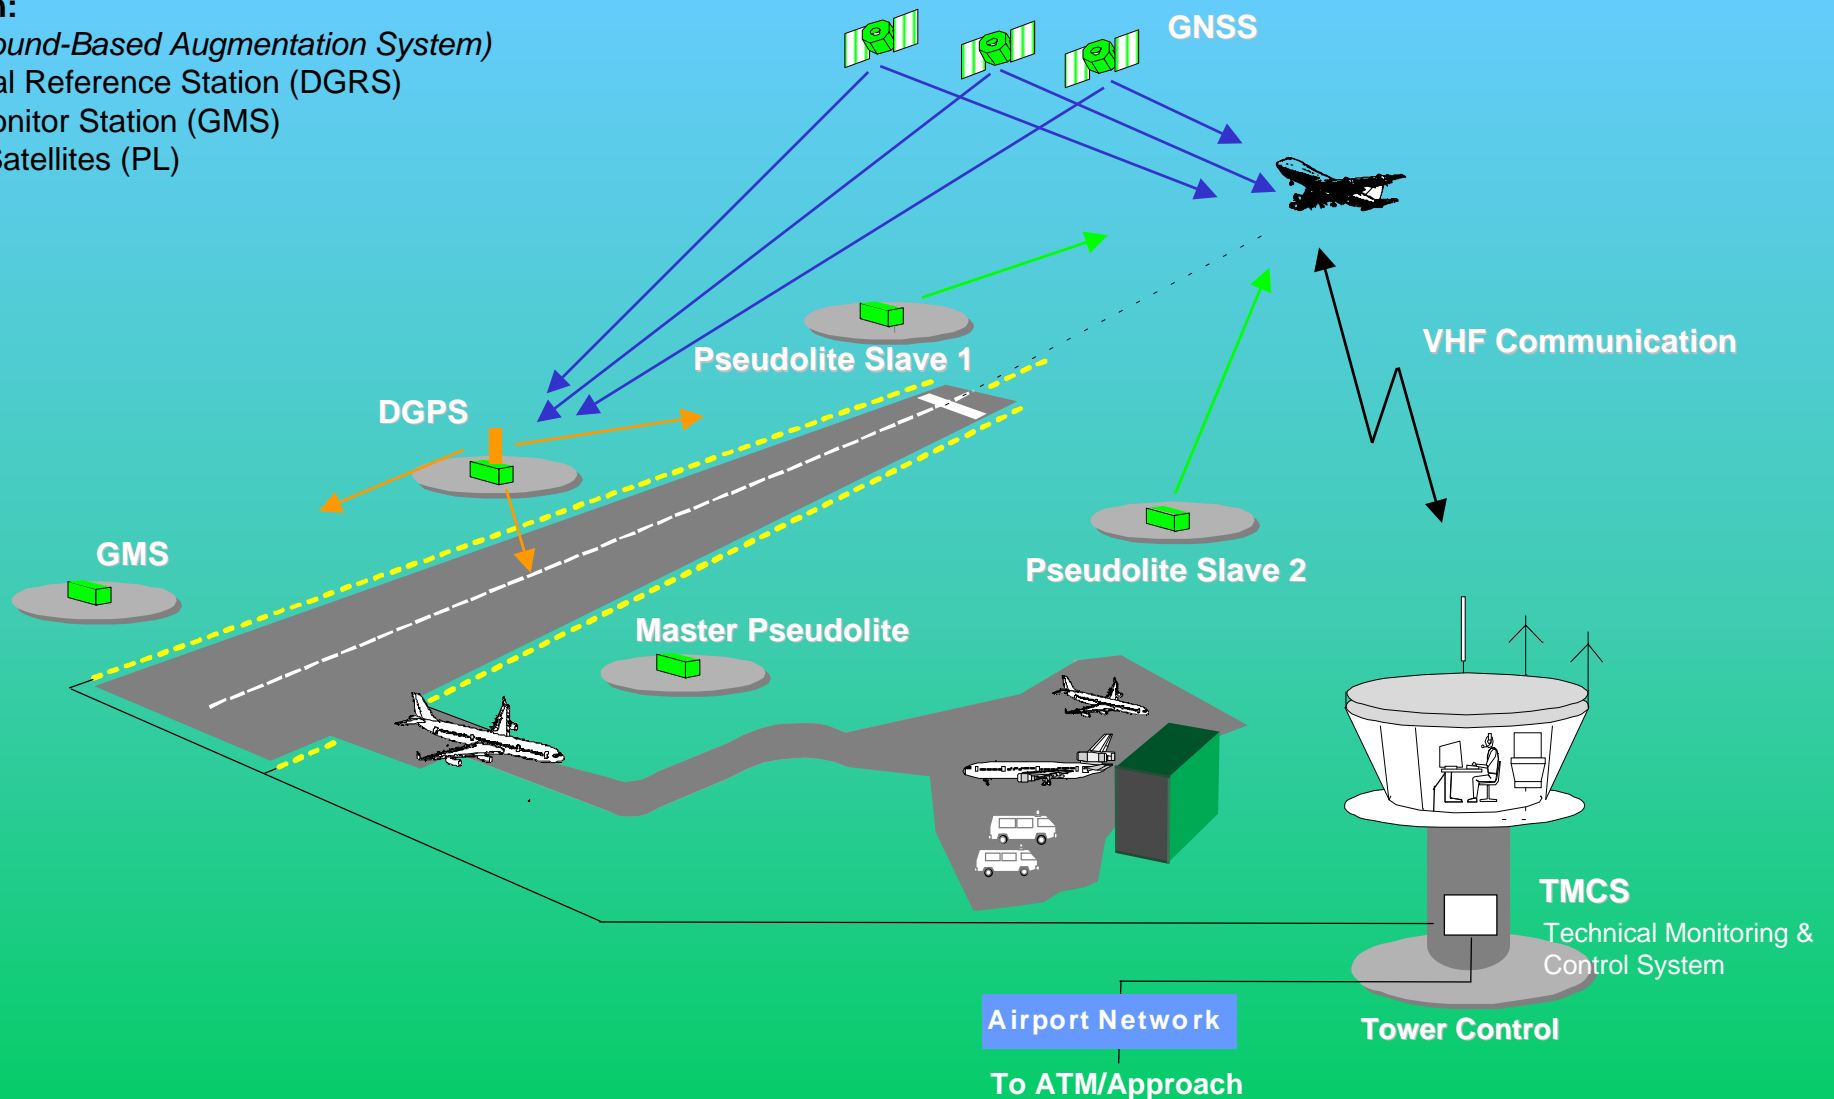 ound-Based Augmentation System)
al Reference Station (DGRS)
onitor Station (GMS)
Satellites (PL)
GNSS
VHF Communication
Pseudolite Slave 1
DGPS
GMS
Pseudolite Slave 2
Master Pseudolite
TMCS
Technical Monitoring &
Control System
Airport Network
Tower Control
To ATM/Approach